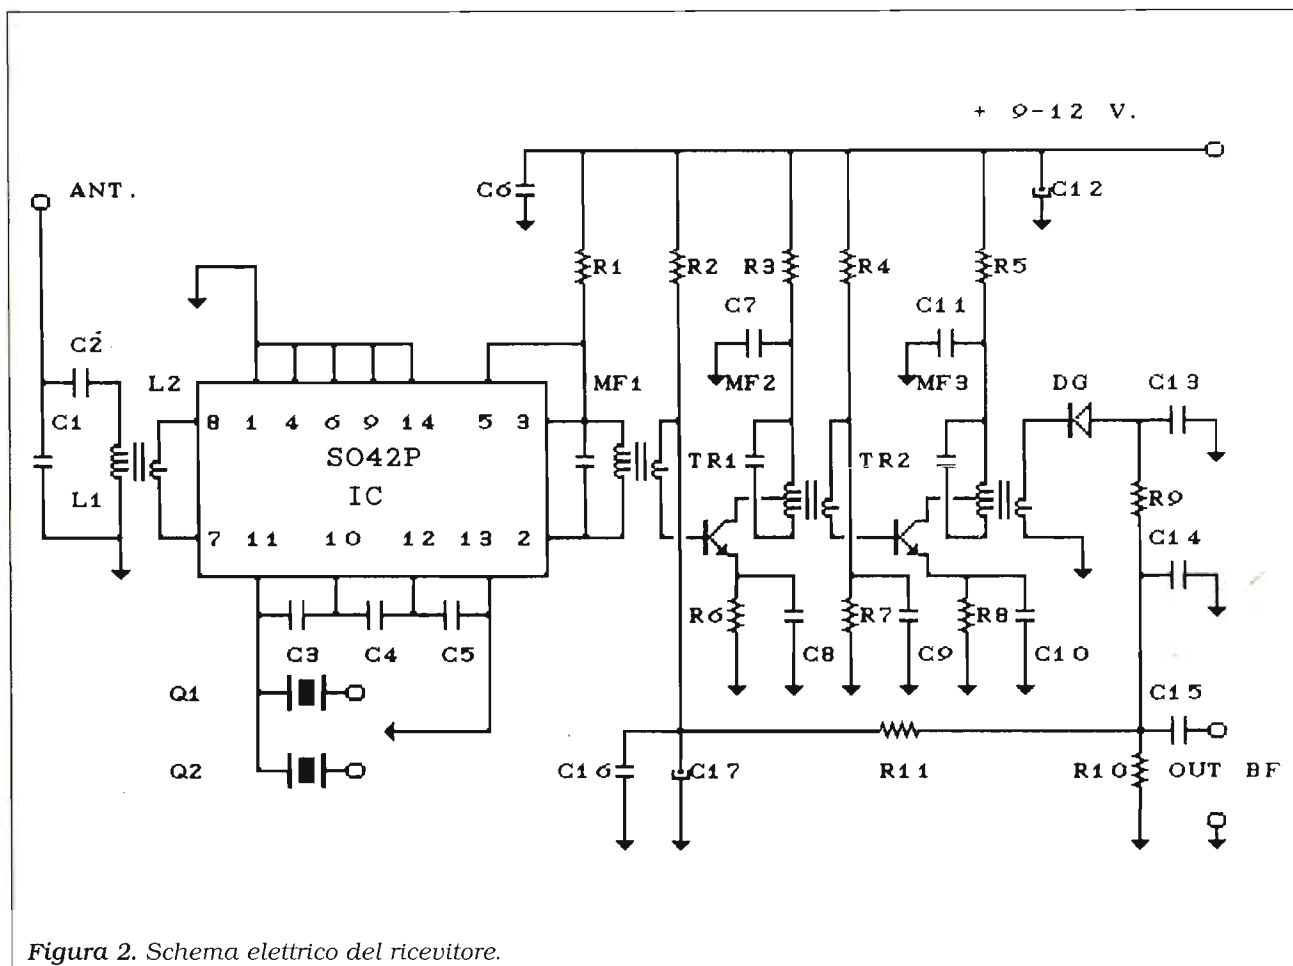 + 9-12 V.
ANT.
C6
C12
R1 R2 R3 R4 R5
C7 C11
C2
L2 MF1 MF2 MF3 DG C13
C1
8 1 4 6 9 14 5 3
SO42P
IC
TR1 TR2
L1
R9
7 11 10 12 13 2
C14
R6 R7 R8
C3 C4 C5 C8 C9 C10
Q1
C15
Q2
C16 C17 R11 R10 OUT BF
Figura 2. Schema elettrico del ricevitore.